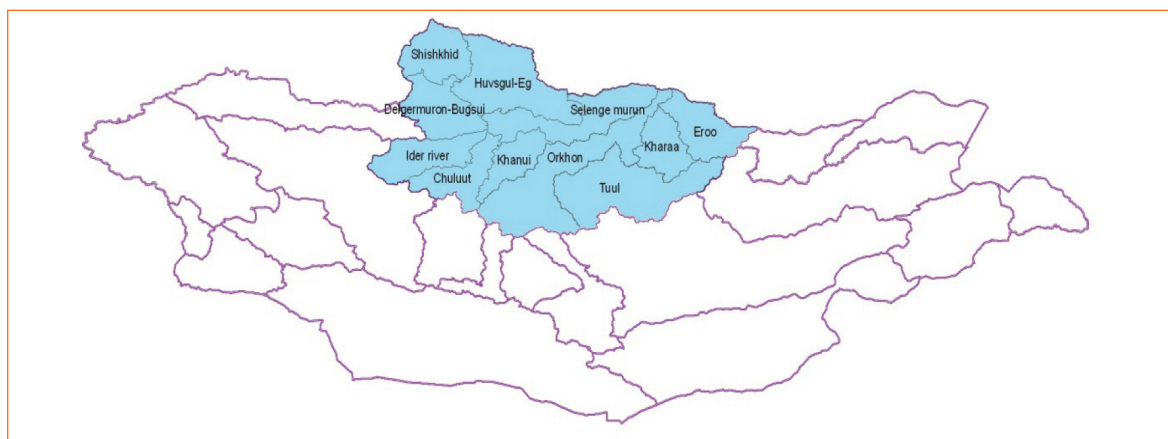 Shishkhid
Huvsgul-Eg
Delgermuron-Bugsui
Selenge murun
Eroo
Kharaa
Ider river
Khanui
Orkhon
Chuluut
Tuul